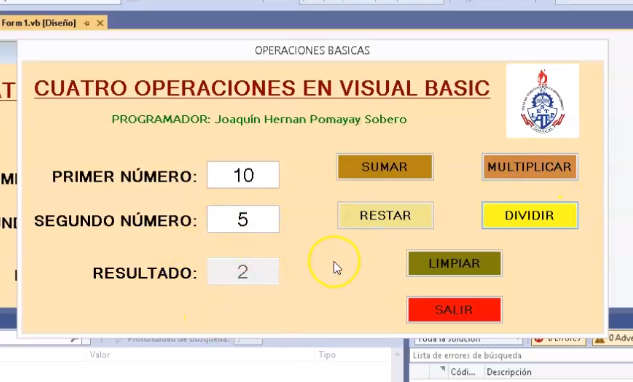 Form1.vb [Diseño]
OPERACIONES BASICAS
CUATRO OPERACIONES EN VISUAL BASIC
PROGRAMADOR: Joaquín Hernan Pomayay Sobero
PRIMER NÚMERO: 10
SUMAR MULTIPLICAR
SEGUNDO NÚMERO: 5
RESTAR DIVIDIR
RESULTADO: 2
LIMPIAR
SALIR
Profundidad de búsqueda:
Toda la solución
0 Errores
0 Adve
Valor Tipo
Lista de errores de búsqueda
Códi... Descripción